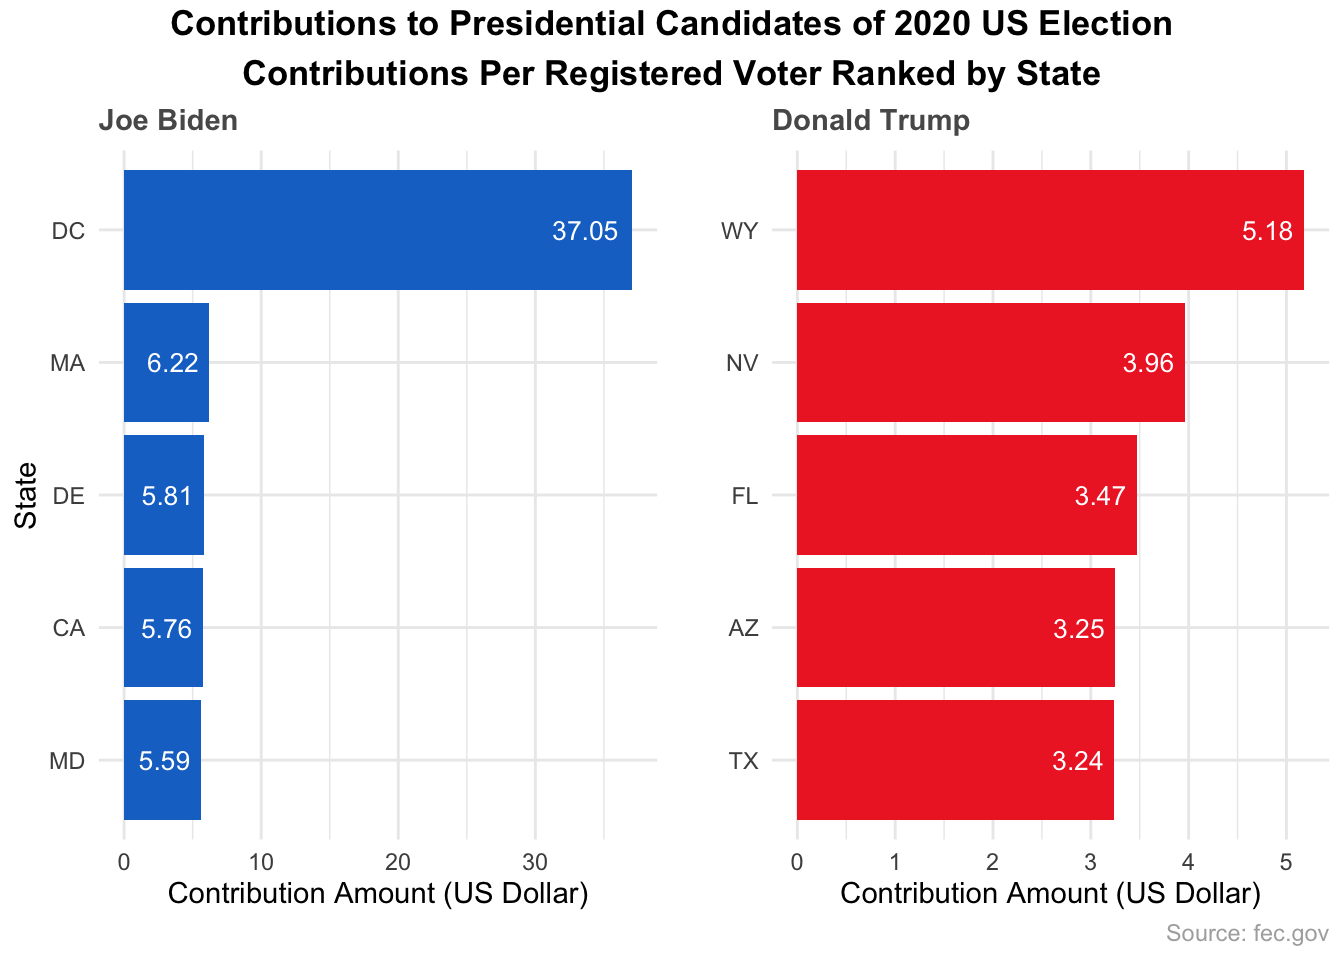 Contributions to Presidential Candidates of 2020 US Election
Contributions Per Registered Voter Ranked by State
Joe Biden
State
DC
37.05
MA
6.22
DE
5.81
CA
5.76
MD
5.59
0 10 20 30
Contribution Amount (US Dollar)
Donald Trump
WY
5.18
NV
3.96
FL
3.47
AZ
3.25
TX
3.24
0 1 2 3 4 5
Contribution Amount (US Dollar)
Source: fec.gov